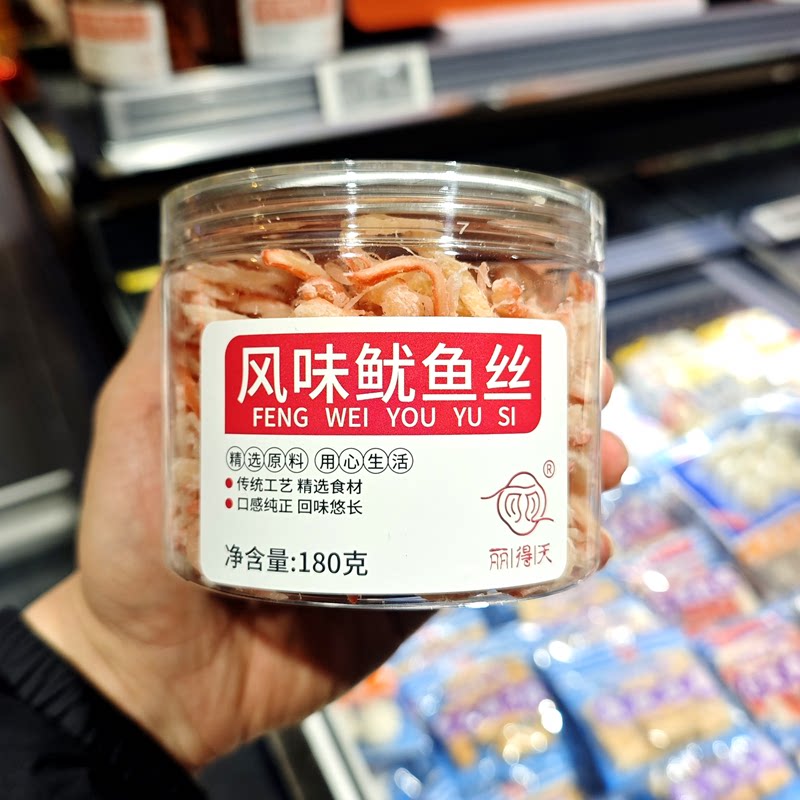 风味鱿鱼丝
FENG WEI YOU YU SI
精选原料 用心生活
传统工艺 精选食材
口感纯正 回味悠长
®
丽得天
净含量:180克